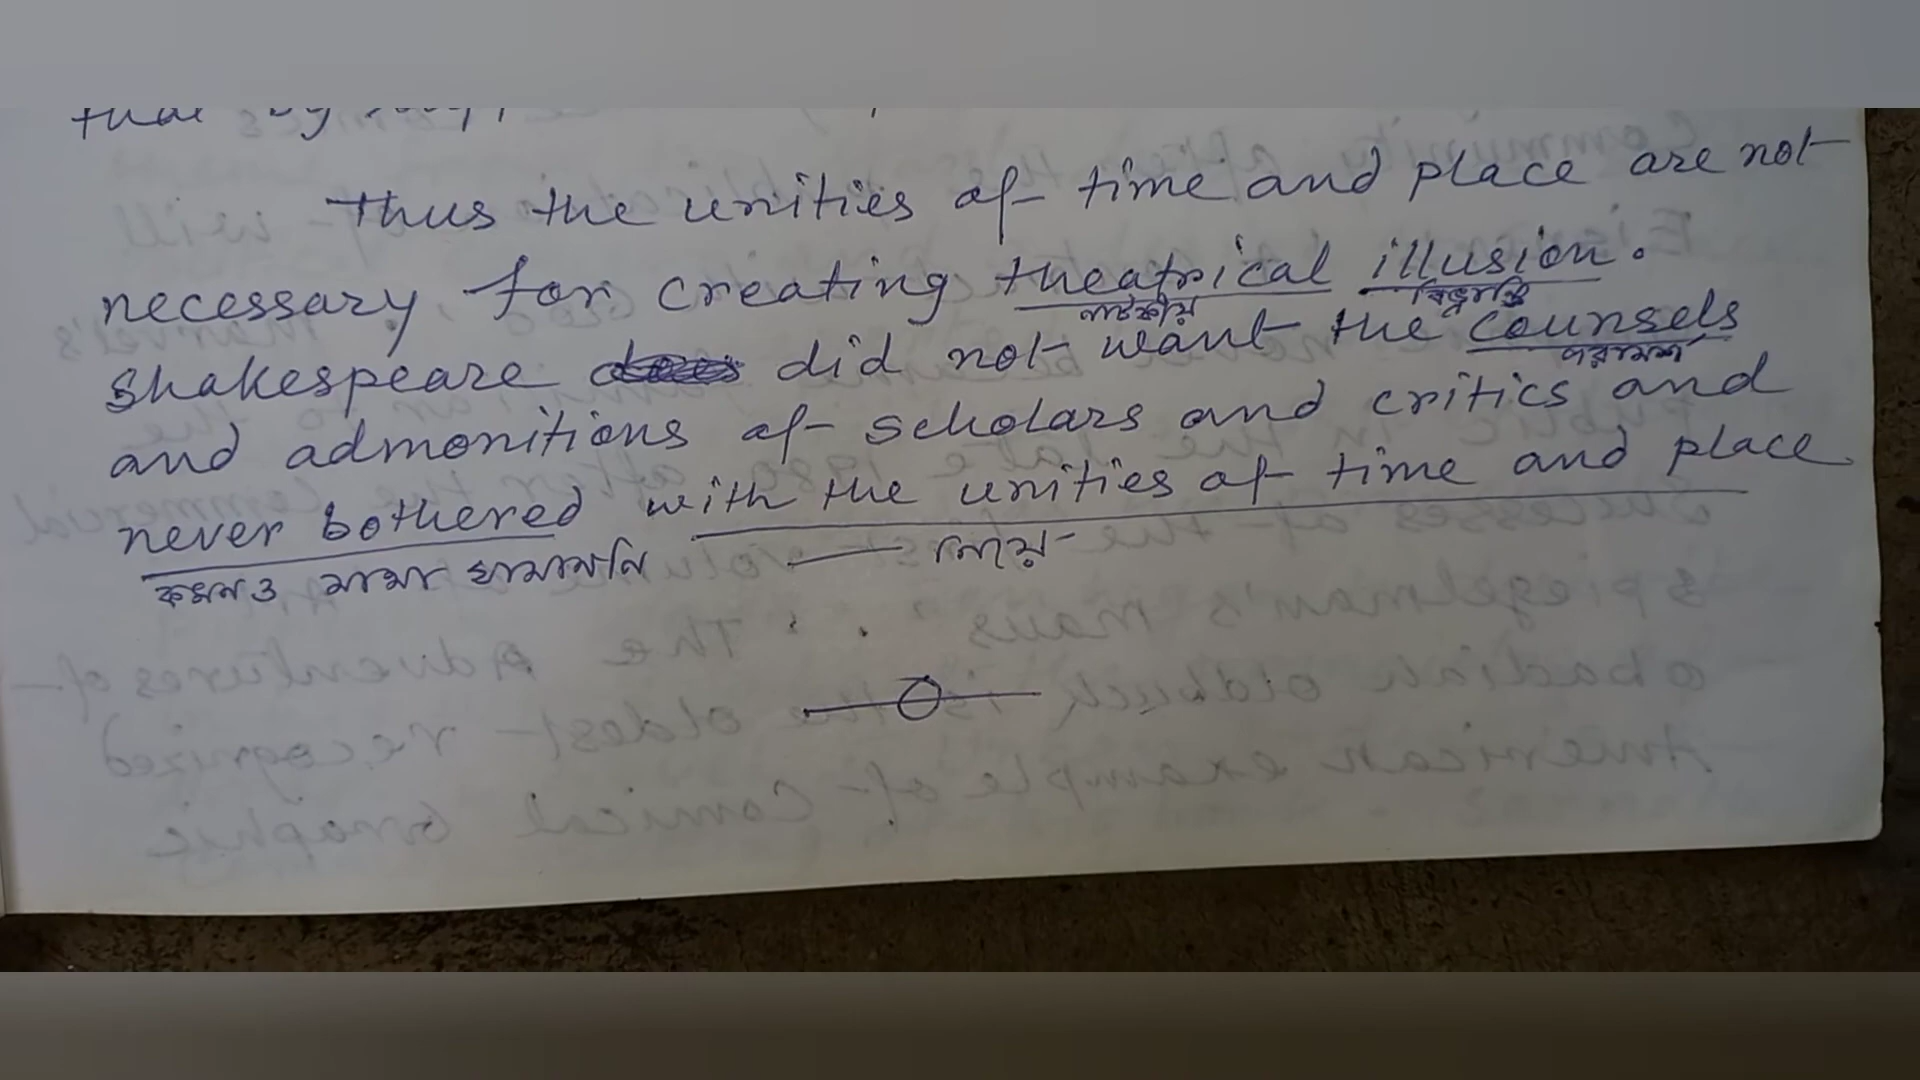 Thus the unities of time and place are not
necessary for creating theatrical illusion.
নাটকীয় বিভ্রান্তি
Shakespeare did not want the counsels
পরামর্শ
and admonitions of scholars and critics and
never bothered with the unities of time and place
কখনও মাথা ঘামাননি — নিয়ে